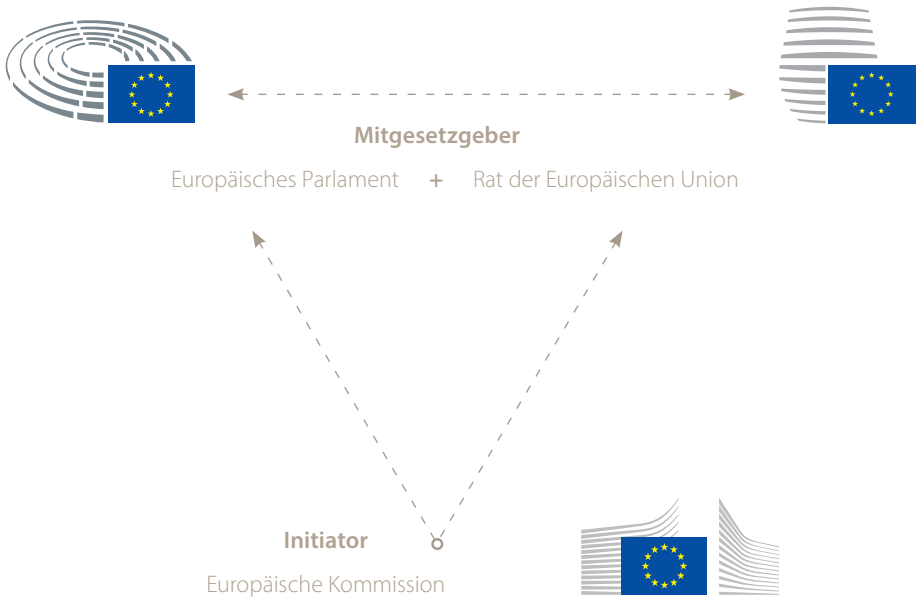 Mitgesetzgeber
Europäisches Parlament + Rat der Europäischen Union
Initiator
Europäische Kommission